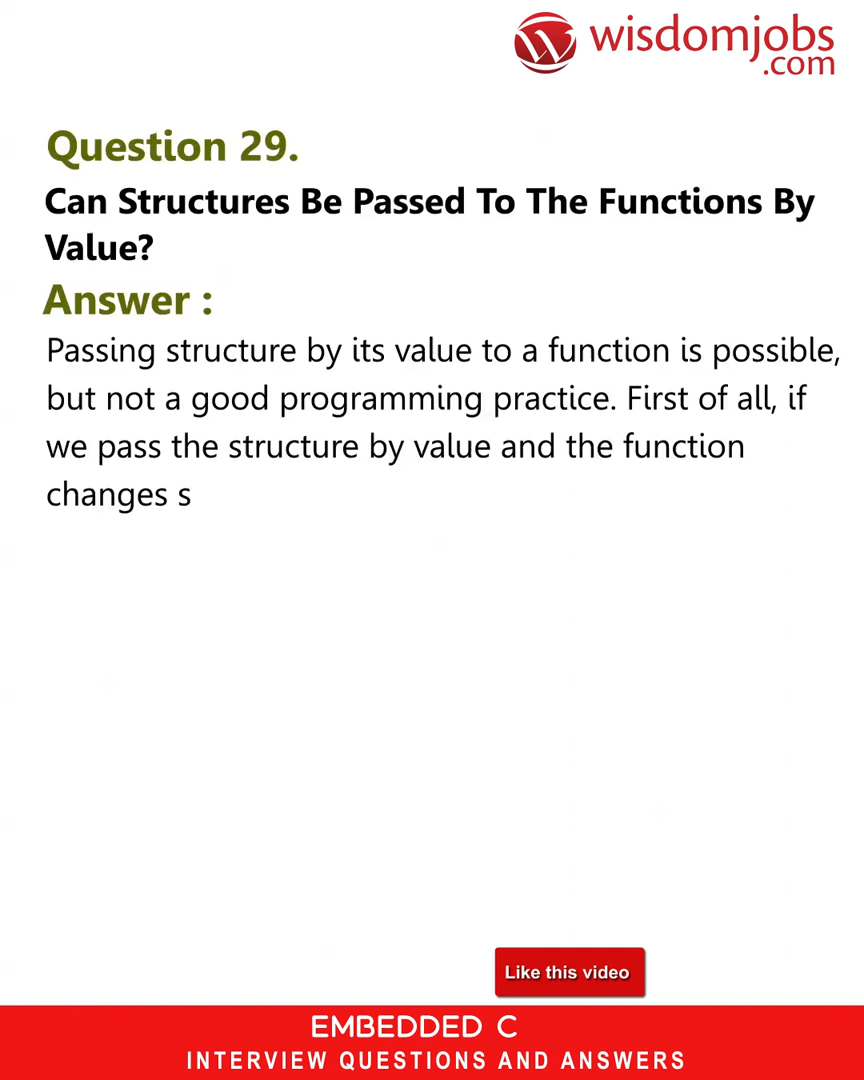 wisdomjobs
.com
Question 29.
Can Structures Be Passed To The Functions By
Value?
Answer :
Passing structure by its value to a function is possible,
but not a good programming practice. First of all, if
we pass the structure by value and the function
changes s
Like this video
EMBEDDED C
INTERVIEW QUESTIONS AND ANSWERS